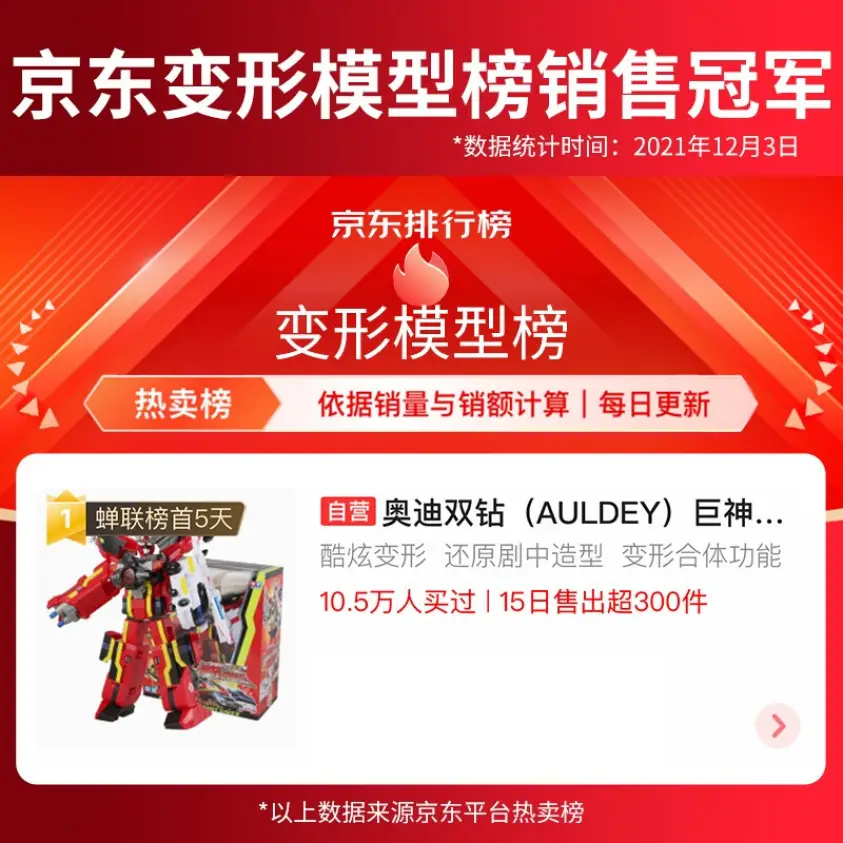 京东变形模型榜销售冠军
*数据统计时间：2021年12月3日
京东排行榜
变形模型榜
热卖榜 依据销量与销额计算｜每日更新
1 蝉联榜首5天
自营 奥迪双钻（AULDEY）巨神...
酷炫变形 还原剧中造型 变形合体功能
10.5万人买过｜15日售出超300件
*以上数据来源京东平台热卖榜